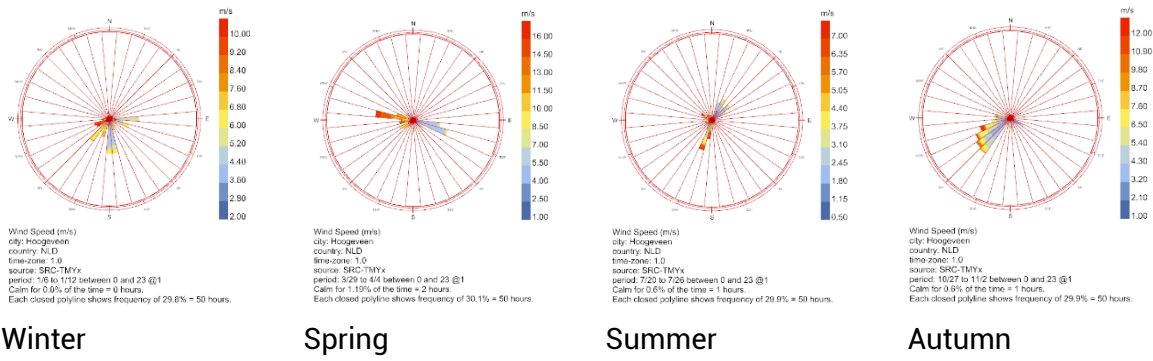 m/s
N
W
E
S
10.00
9.20
8.40
7.60
6.80
6.00
5.20
4.40
3.60
2.80
2.00
Wind Speed (m/s)
city: Hoogeveen
country: NLD
time-zone: 1.0
source: SRC-TMYx
period: 1/6 to 1/12 between 0 and 23 @1
Calm for 0.0% of the time = 0 hours.
Each closed polyline shows frequency of 29.8% = 50 hours.
Winter
m/s
N
W
E
S
16.00
14.50
13.00
11.50
10.00
8.50
7.00
5.50
4.00
2.50
1.00
Wind Speed (m/s)
city: Hoogeveen
country: NLD
time-zone: 1.0
source: SRC-TMYx
period: 3/29 to 4/4 between 0 and 23 @1
Calm for 1.19% of the time = 2 hours.
Each closed polyline shows frequency of 30.1% = 50 hours.
Spring
m/s
N
W
E
S
7.00
6.35
5.70
5.05
4.40
3.75
3.10
2.45
1.80
1.15
0.50
Wind Speed (m/s)
city: Hoogeveen
country: NLD
time-zone: 1.0
source: SRC-TMYx
period: 7/20 to 7/26 between 0 and 23 @1
Calm for 0.6% of the time = 1 hours.
Each closed polyline shows frequency of 29.9% = 50 hours.
Summer
m/s
N
W
E
S
12.00
10.90
9.80
8.70
7.60
6.50
5.40
4.30
3.20
2.10
1.00
Wind Speed (m/s)
city: Hoogeveen
country: NLD
time-zone: 1.0
source: SRC-TMYx
period: 10/27 to 11/2 between 0 and 23 @1
Calm for 0.6% of the time = 1 hours.
Each closed polyline shows frequency of 29.9% = 50 hours.
Autumn